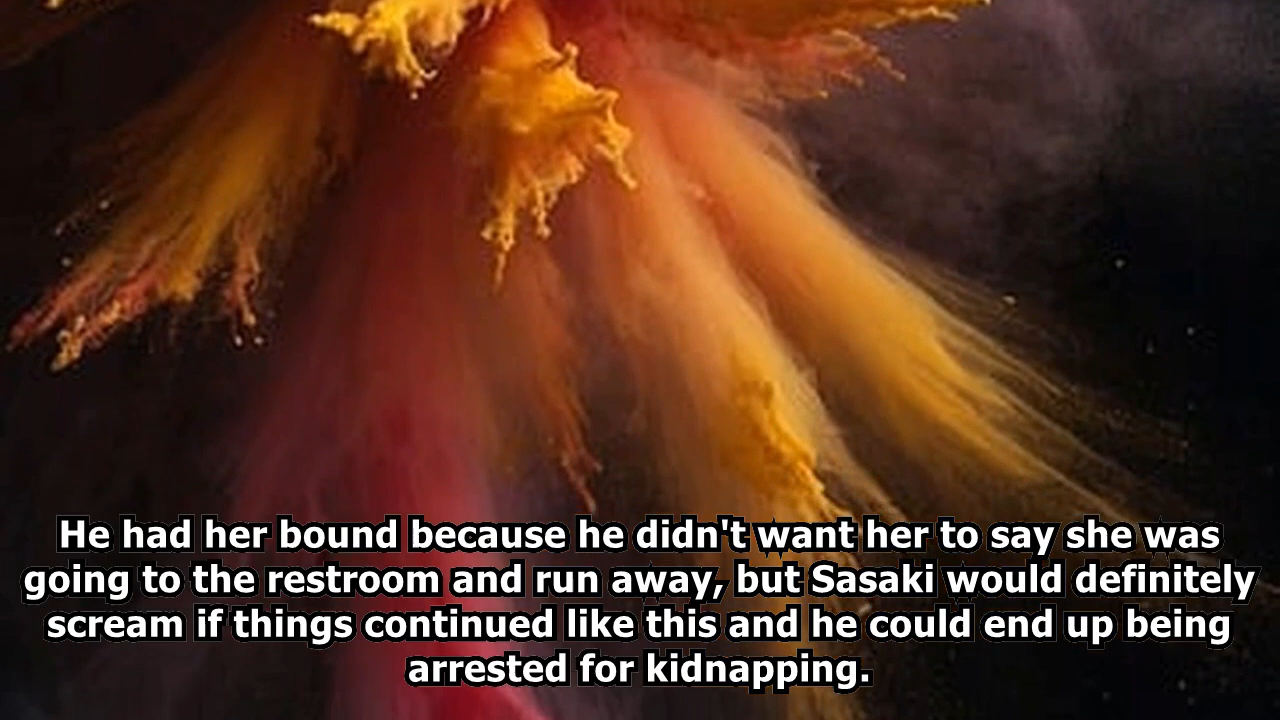 He had her bound because he didn't want her to say she was
going to the restroom and run away, but Sasaki would definitely
scream if things continued like this and he could end up being
arrested for kidnapping.